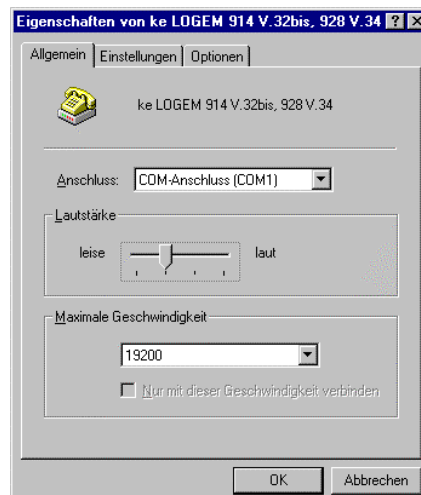 Eigenschaften von ke LOGEM 914 V.32bis, 928 V.34
Allgemein Einstellungen Optionen
ke LOGEM 914 V.32bis, 928 V.34
Anschluss: COM-Anschluss (COM1)
Lautstärke
leise laut
Maximale Geschwindigkeit
19200
Nur mit dieser Geschwindigkeit verbinden
OK Abbrechen